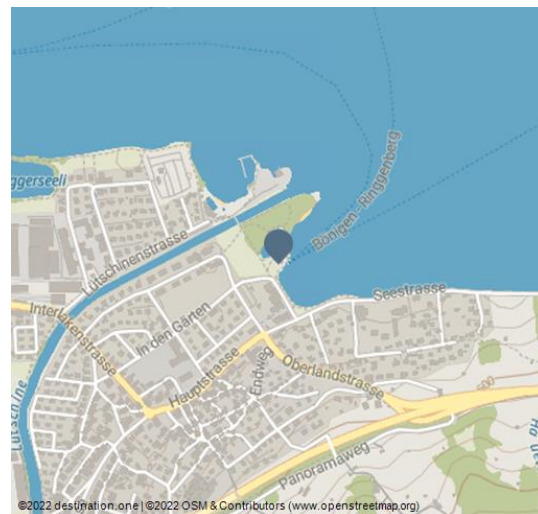 ggerseeli
Bönigen - Ringgenberg
Lütschinenstrasse
Seestrasse
Interlakenstrasse
In den Gärten
Hauptstrasse
Endweg
Oberlandstrasse
600
Lütschine
Panoramaweg
©2022 destination.one | ©2022 OSM & Contributors (www.openstreetmap.org)